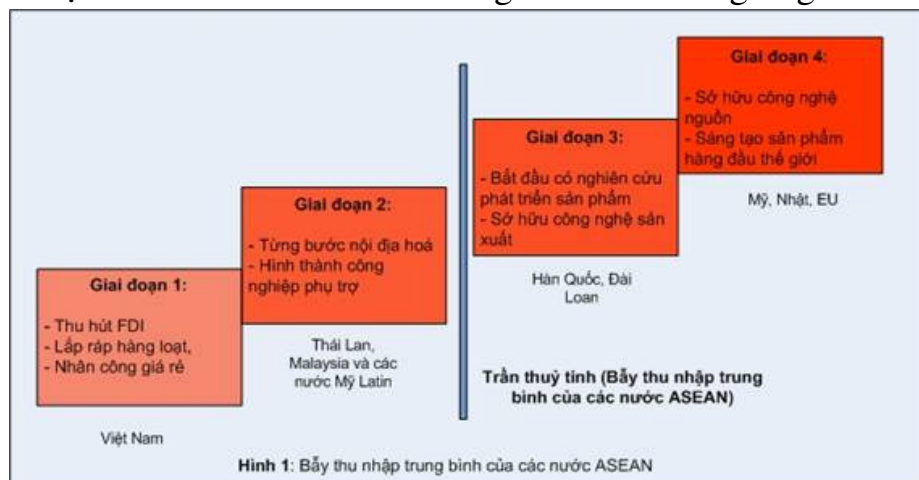 Giai đoạn 4:
- Sở hữu công nghệ
nguồn
- Sáng tạo sản phẩm
hàng đầu thế giới
Mỹ, Nhật, EU
Giai đoạn 3:
- Bắt đầu có nghiên cứu
phát triển sản phẩm
- Sở hữu công nghệ sản
xuất
Hàn Quốc, Đài
Loan
Giai đoạn 2:
- Từng bước nội địa hoá
- Hình thành công
nghiệp phụ trợ
Thái Lan,
Malaysia và các
nước Mỹ Latin
Giai đoạn 1:
- Thu hút FDI
- Lắp ráp hàng loạt,
- Nhân công giá rẻ
Việt Nam
Trần thuỷ tinh (Bẫy thu nhập trung
bình của các nước ASEAN)
Hình 1: Bẫy thu nhập trung bình của các nước ASEAN